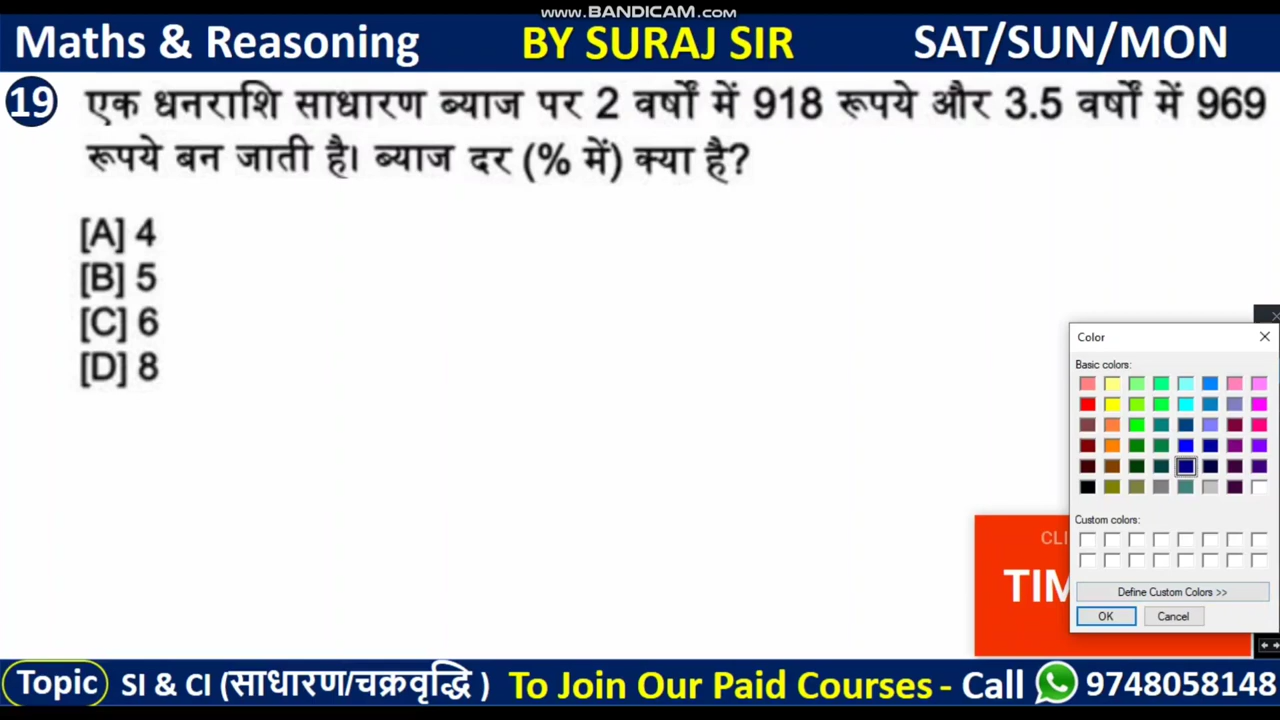 www.BANDICAM.com
Maths & Reasoning BY SURAJ SIR SAT/SUN/MON
19 एक धनराशि साधारण ब्याज पर 2 वर्षों में 918 रूपये और 3.5 वर्षों में 969
रूपये बन जाती है। ब्याज दर (% में) क्या है?
[A] 4
[B] 5
[C] 6
[D] 8
Color
Basic colors:
Custom colors:
Define Custom Colors >>
OK Cancel
CLI
TIM
Topic SI & CI (साधारण/चक्रवृद्धि ) To Join Our Paid Courses - Call 9748058148